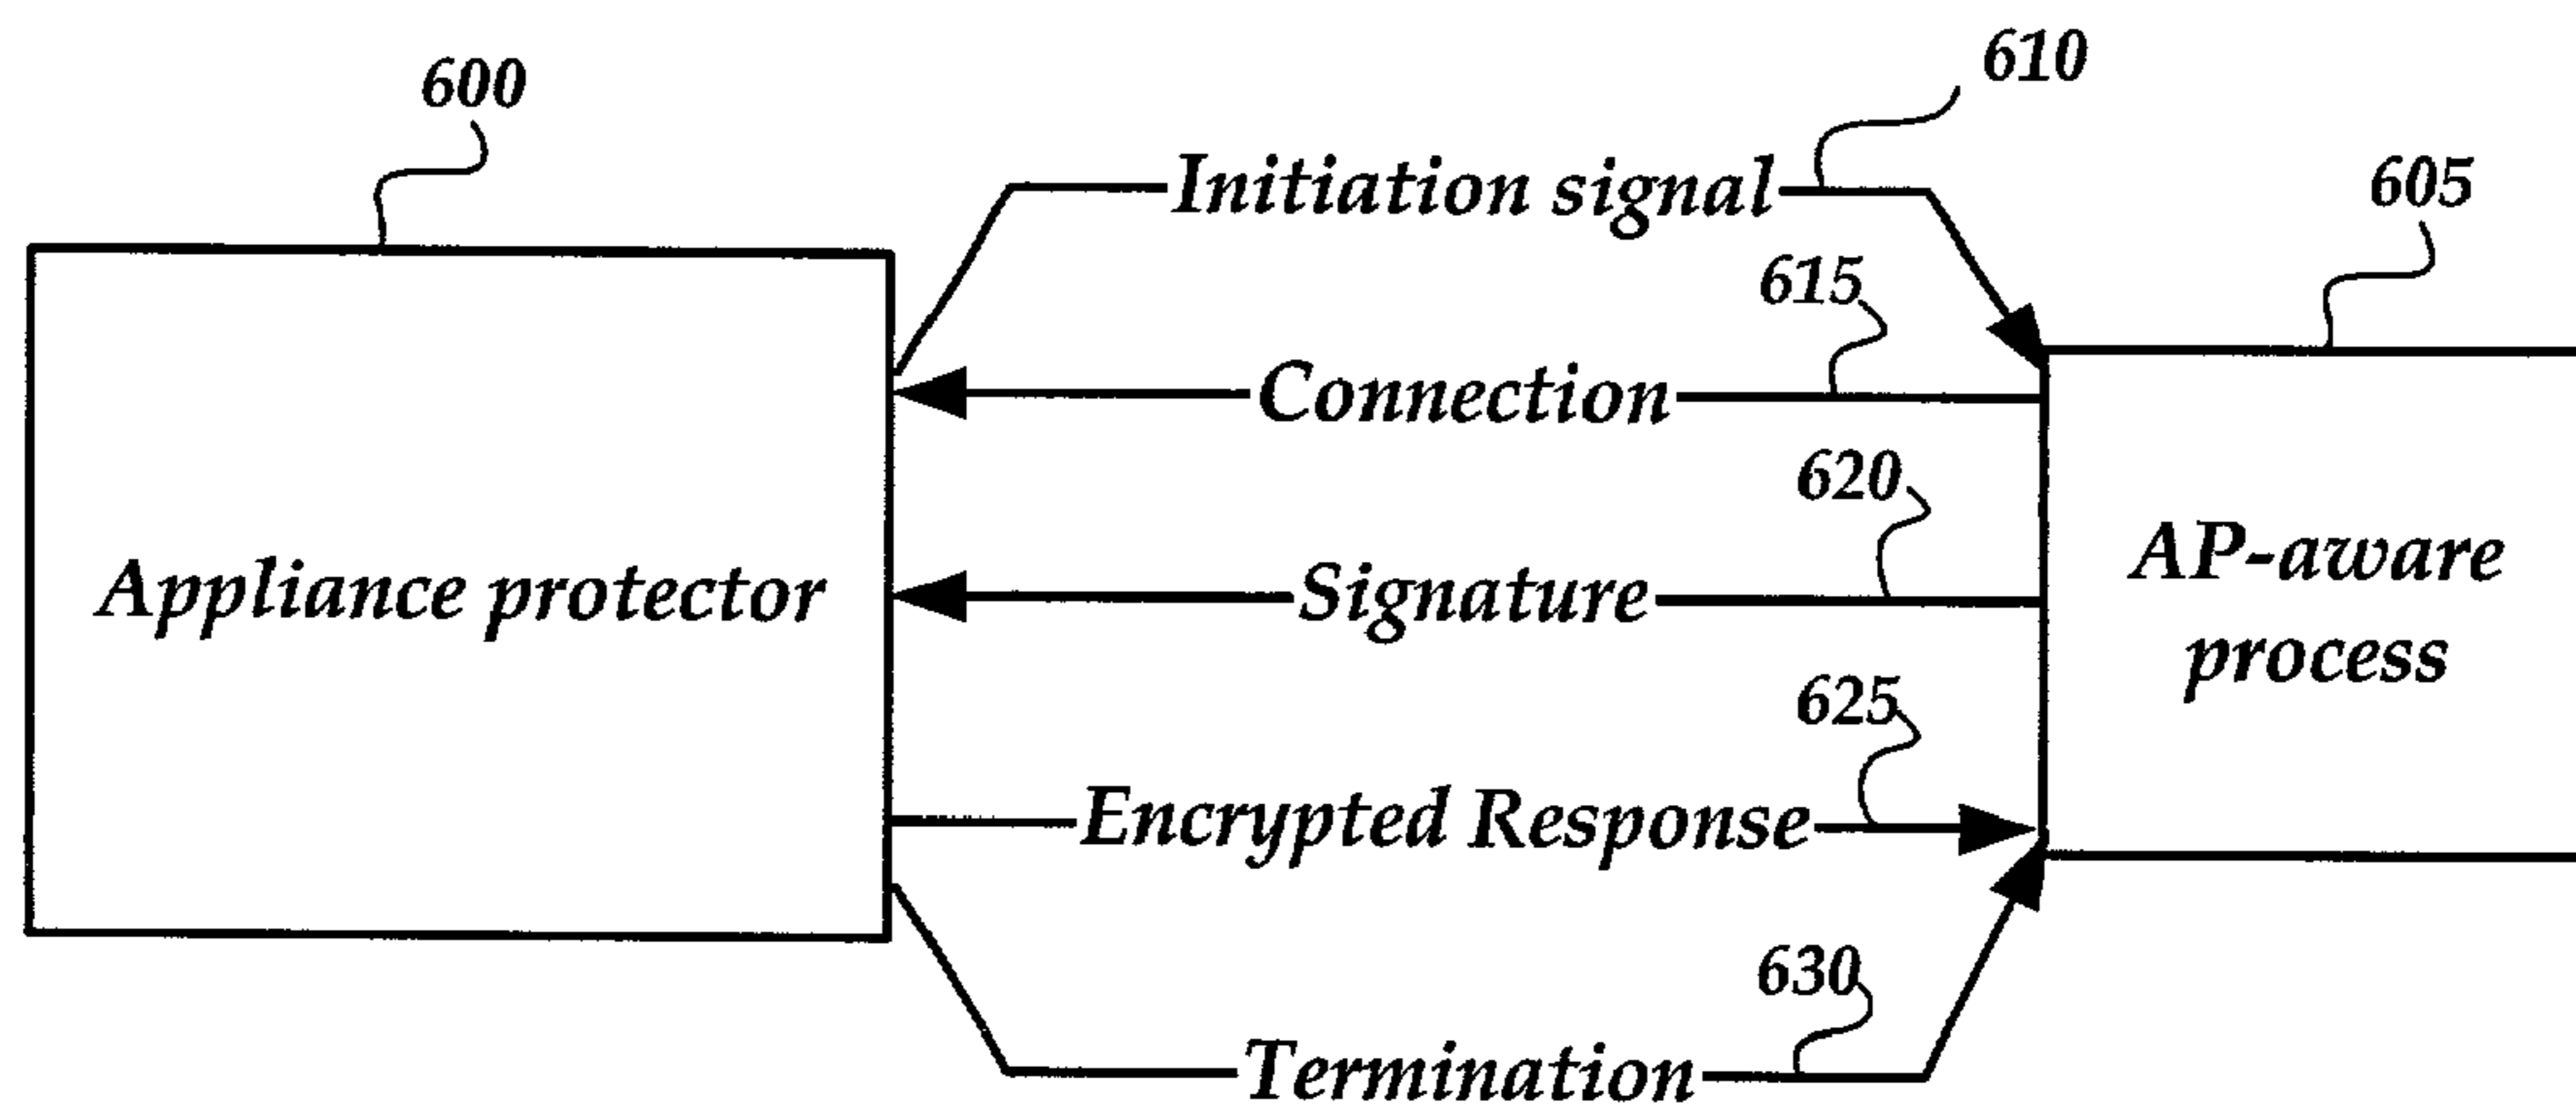 600
610
Initiation signal
605
615
Connection
620
Signature
Appliance protector
AP-aware
process
625
Encrypted Response
630
Termination